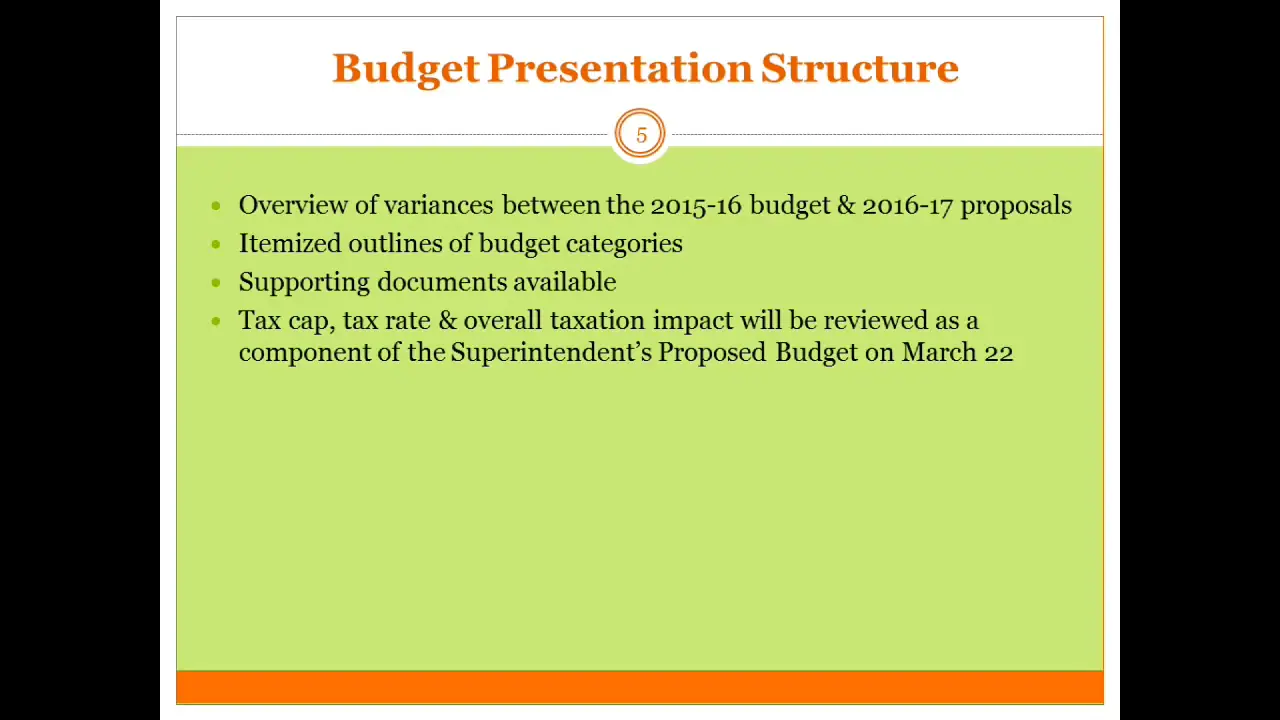 Budget Presentation Structure
5
• Overview of variances between the 2015-16 budget & 2016-17 proposals
• Itemized outlines of budget categories
• Supporting documents available
• Tax cap, tax rate & overall taxation impact will be reviewed as a
component of the Superintendent’s Proposed Budget on March 22